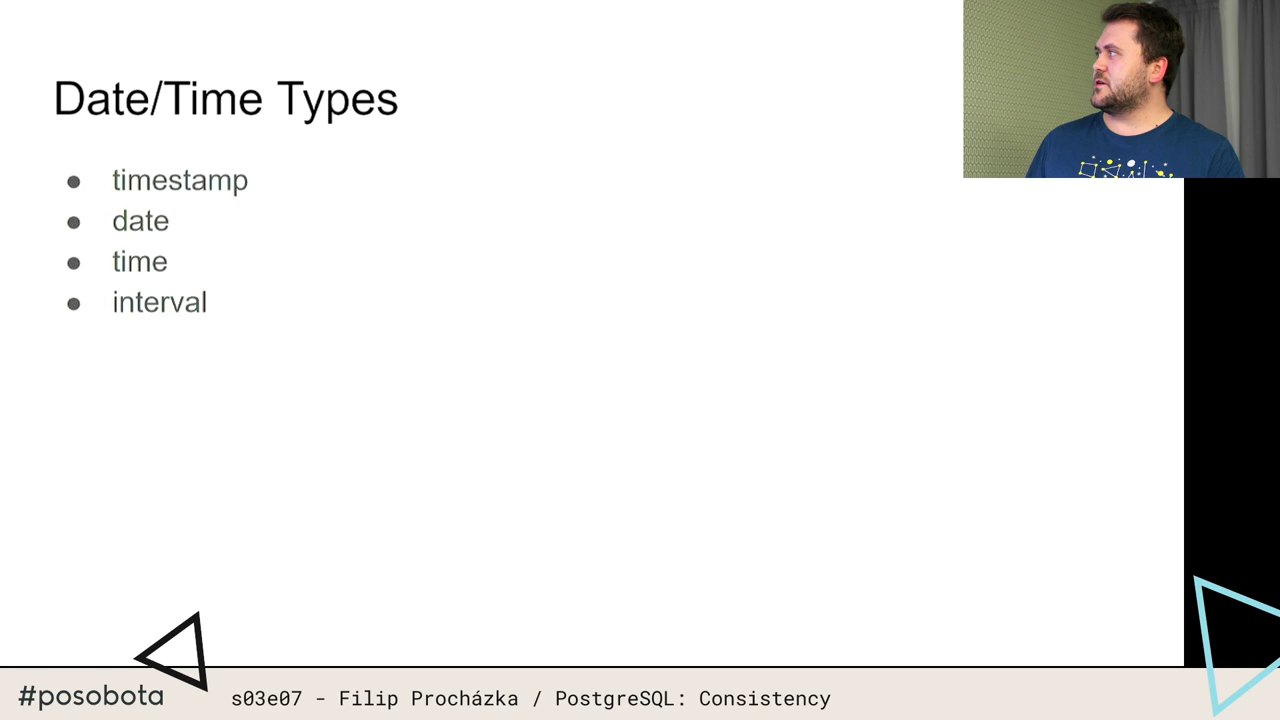 Date/Time Types
● timestamp
● date
● time
● interval
#posobota
s03e07 - Filip Procházka / PostgreSQL: Consistency